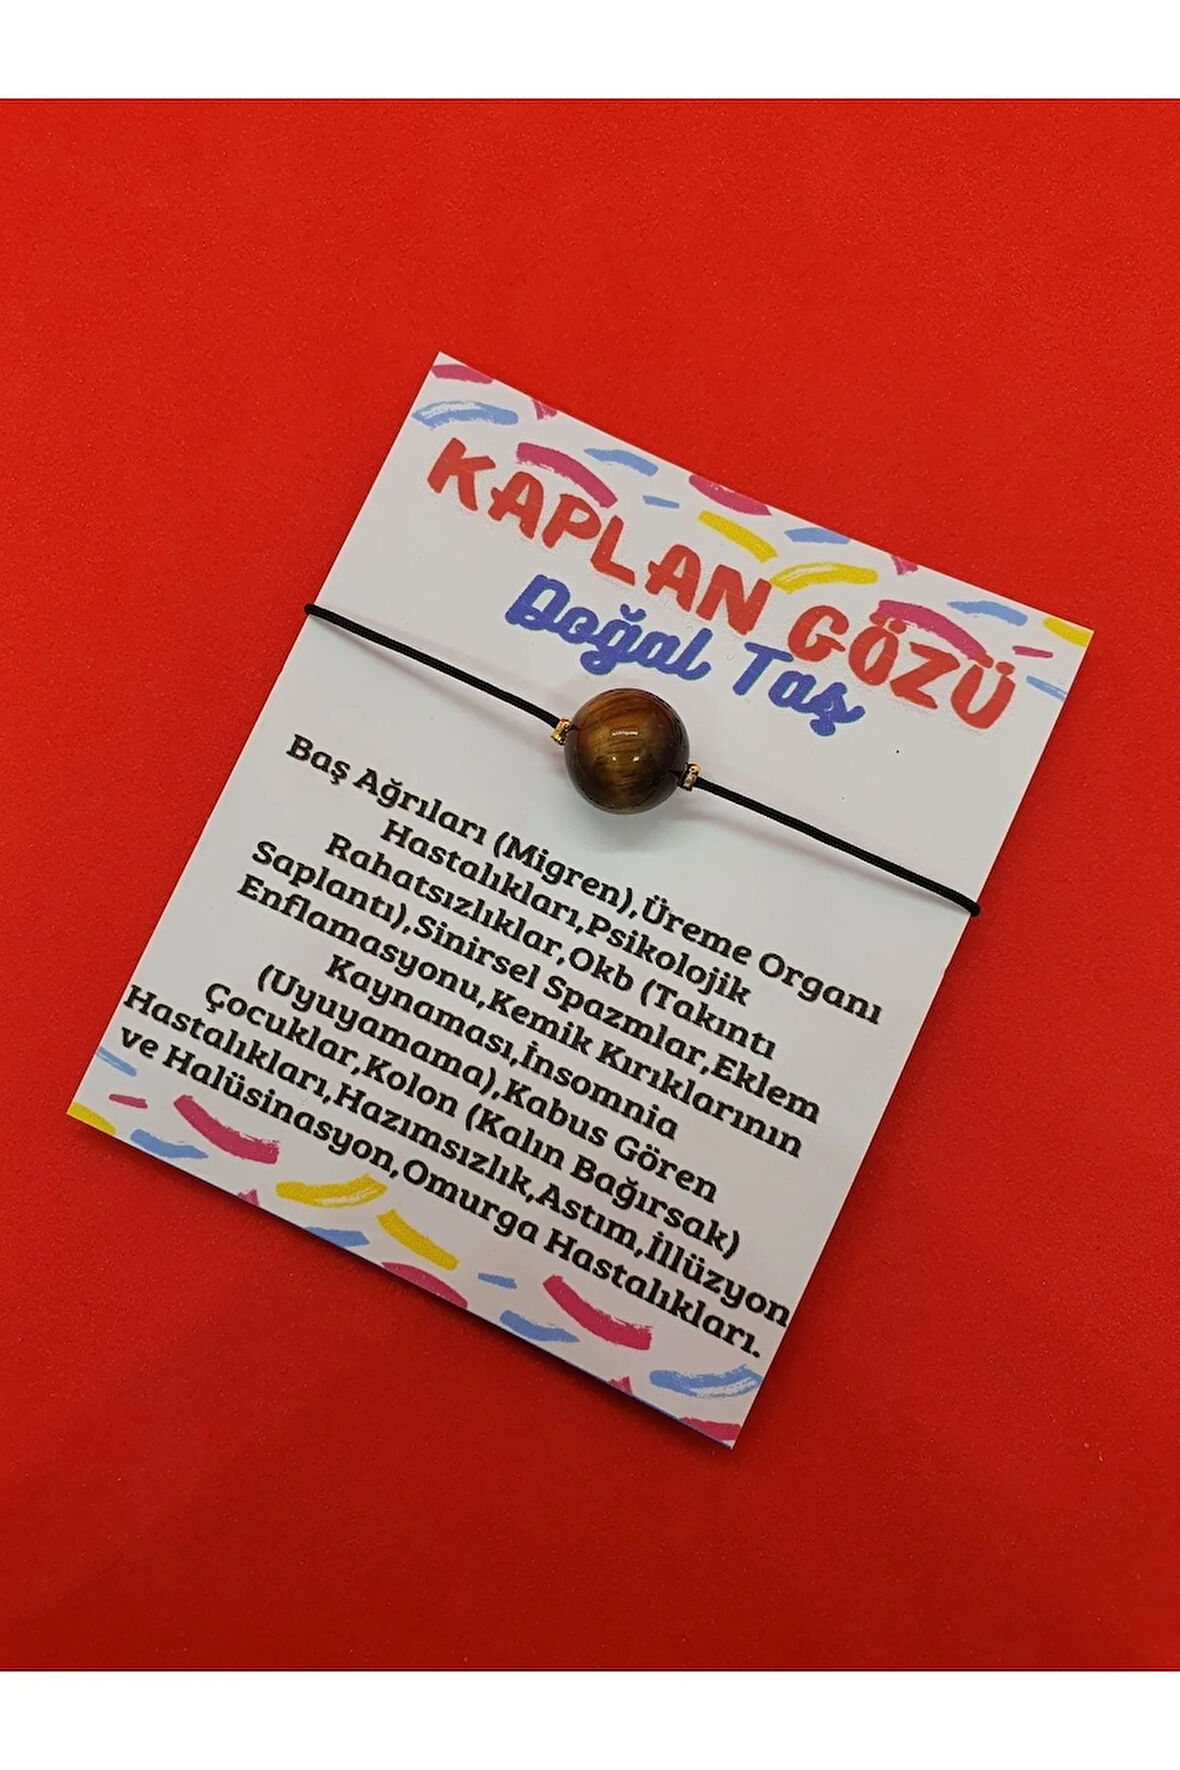 KAPLAN GÖZÜ
Doğal Taş
Baş Ağrıları (Migren),Üreme Organı
Hastalıkları,Psikolojik
Rahatsızlıklar,Okb (Takıntı
Saplantı),Sinirsel Spazmlar,Eklem
Enflamasyonu,Kemik Kırıklarının
Kaynaması,İnsomnia
(Uyuyamama),Kabus Gören
Çocuklar,Kolon (Kalın Bağırsak)
Hastalıkları,Hazımsızlık,Astım,İllüzyon
ve Halüsinasyon,Omurga Hastalıkları.